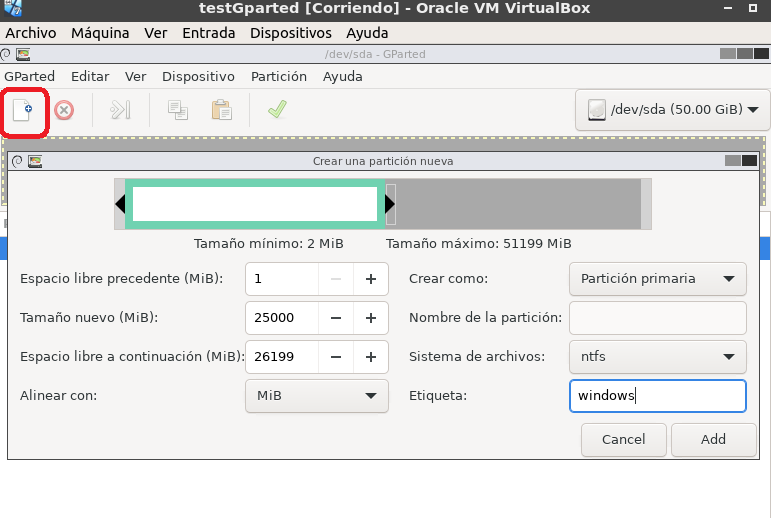 testGparted [Corriendo] - Oracle VM VirtualBox
Archivo Máquina Ver Entrada Dispositivos Ayuda
/dev/sda - GParted
GParted Editar Ver Dispositivo Partición Ayuda
/dev/sda (50.00 GiB)
Crear una partición nueva
Tamaño mínimo: 2 MiB Tamaño máximo: 51199 MiB
Espacio libre precedente (MiB): 1 Crear como: Partición primaria
Tamaño nuevo (MiB): 25000 Nombre de la partición:
Espacio libre a continuación (MiB): 26199 Sistema de archivos: ntfs
Alinear con: MiB Etiqueta: windows
Cancel Add